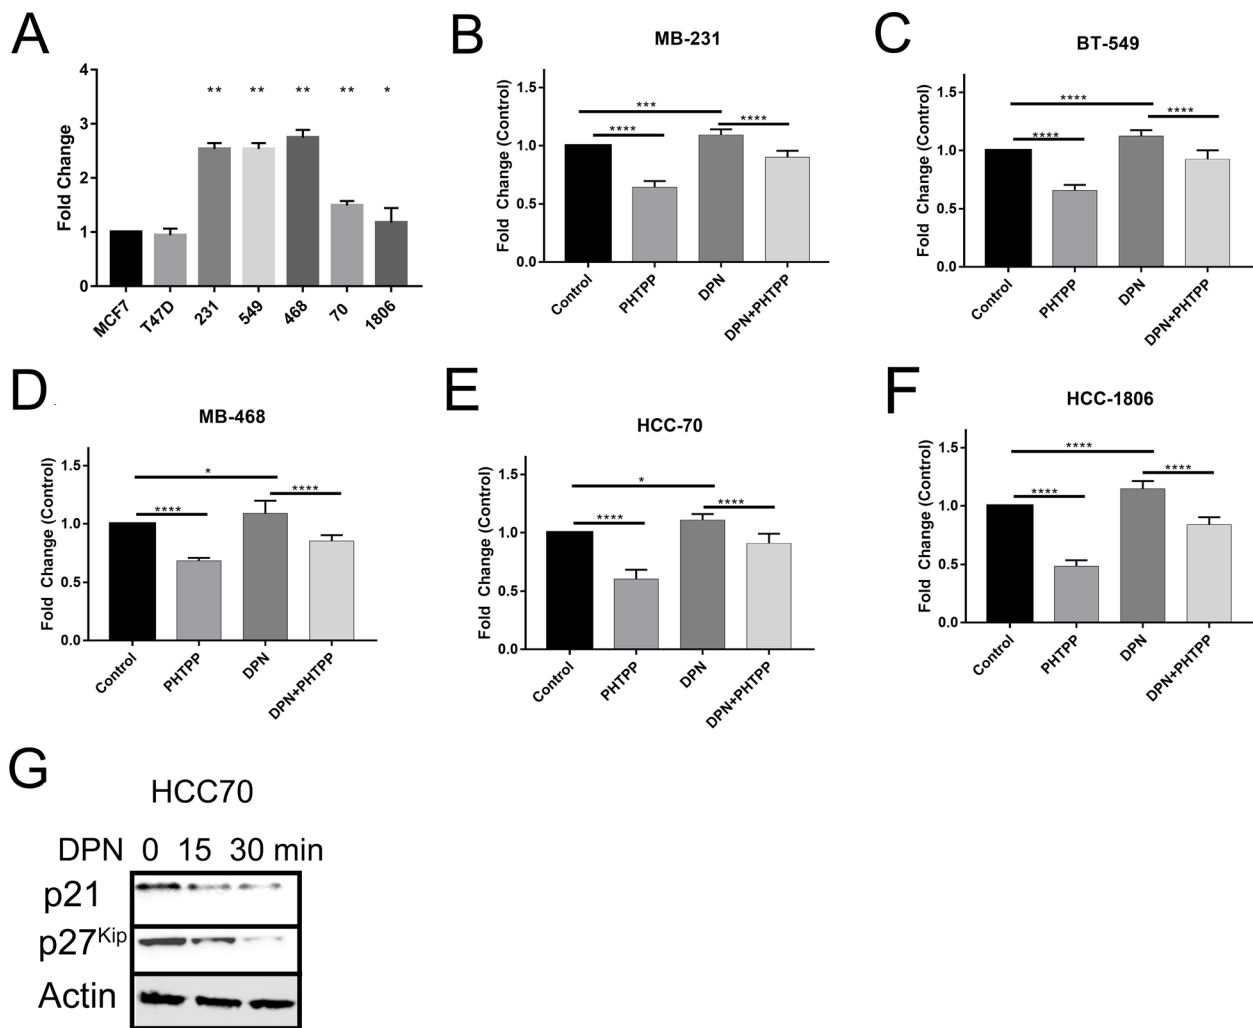 A
Fold Change
4
3
2
1
0
** ** ** ** *
MCF7 T47D 231 549 468 70 1806
B
MB-231
Fold Change (Control)
1.5
1.0
0.5
0.0
***
**** ****
Control PHTPP DPN DPN+PHTPP
C
BT-549
Fold Change (Control)
1.5
1.0
0.5
0.0
****
**** ****
Control PHTPP DPN DPN+PHTPP
D
MB-468
Fold Change (Control)
1.5
1.0
0.5
0.0
*
**** ****
Control PHTPP DPN DPN+PHTPP
E
HCC-70
Fold Change (Control)
1.5
1.0
0.5
0.0
*
**** ****
Control PHTPP DPN DPN+PHTPP
F
HCC-1806
Fold Change (Control)
1.5
1.0
0.5
0.0
****
**** ****
Control PHTPP DPN DPN+PHTPP
G
HCC70
DPN 0 15 30 min
p21
p27Kip
Actin